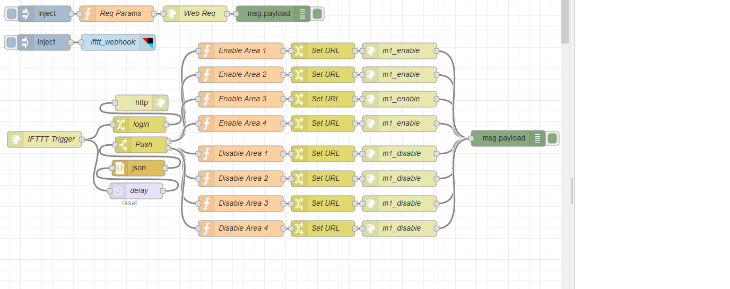 inject
Req Params
Web Req
msg.payload
Inject
ifttt_webhook
Enable Area 1
Set URL
m1_enable
Enable Area 2
Set URL
m1_enable
http
Enable Area 3
Set URL
m1_enable
login
Enable Area 4
Set URL
m1_enable
IFTTT Trigger
Push
msg.payload
Disable Area 1
Set URL
m1_disable
json
Disable Area 2
Set URL
m1_disable
delay
reset
Disable Area 3
Set URL
m1_disable
Disable Area 4
Set URL
m1_disable